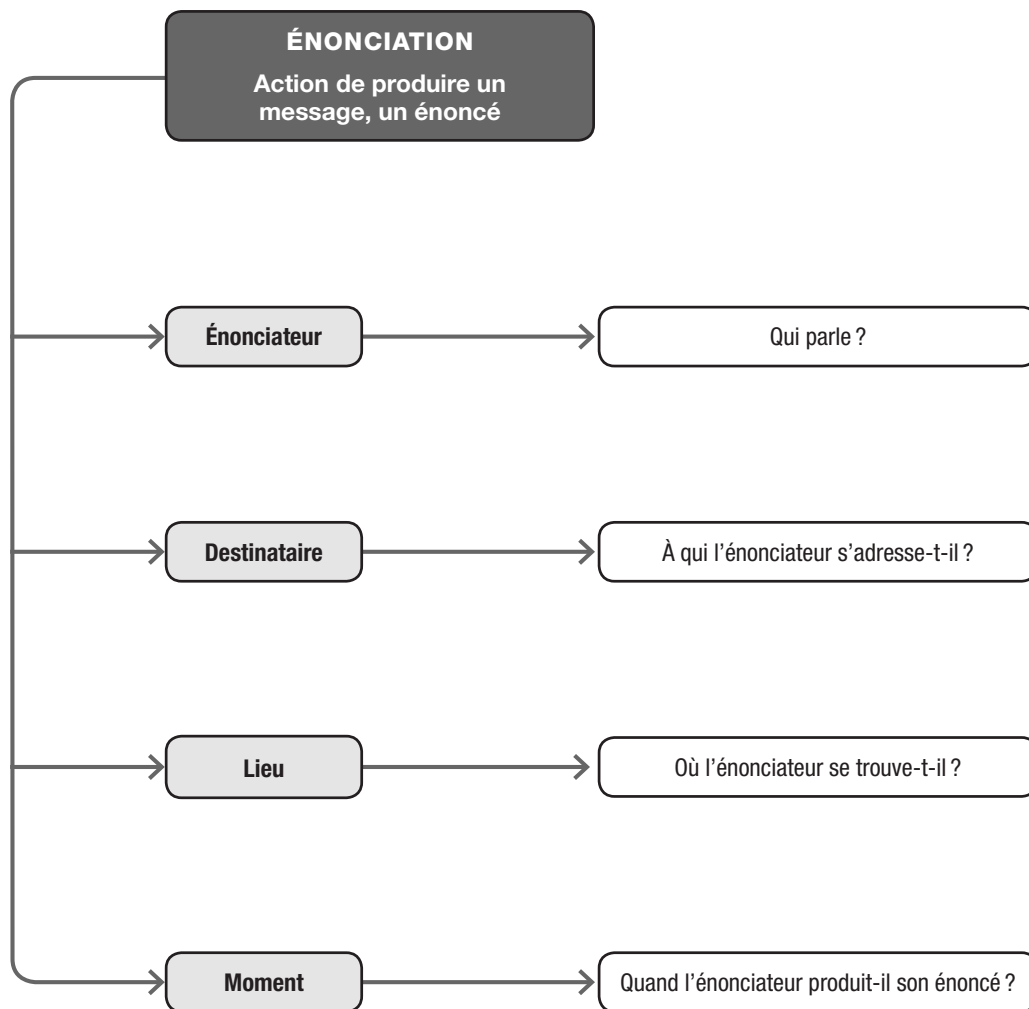 ÉNONCIATION
Action de produire un
message, un énoncé
Énonciateur
Qui parle ?
Destinataire
À qui l’énonciateur s’adresse-t-il ?
Lieu
Où l’énonciateur se trouve-t-il ?
Moment
Quand l’énonciateur produit-il son énoncé ?